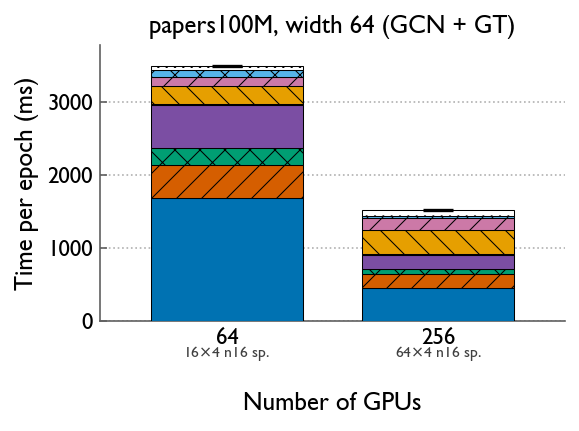 papers100M, width 64 (GCN + GT)
Time per epoch (ms)
3000
2000
1000
0
64
256
16×4 n16 sp.
64×4 n16 sp.
Number of GPUs